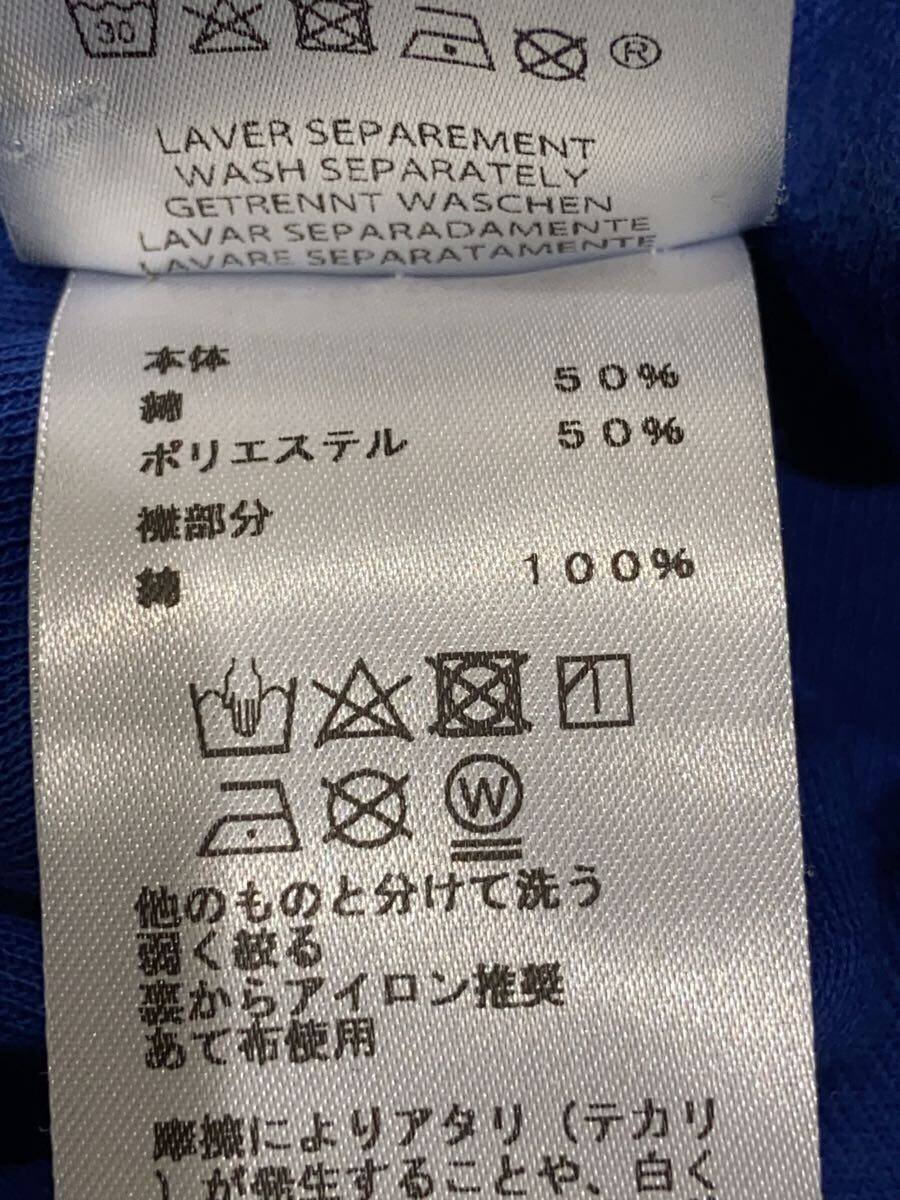 30
®
LAVER SEPAREMENT
WASH SEPARATELY
GETRENNT WASCHEN
LAVAR SEPARADAMENTE
LAVARE SEPARATAMENTE
本体
綿 50%
ポリエステル 50%
襟部分
綿 100%
W
他のものと分けて洗う
弱く絞る
裏からアイロン推奨
あて布使用
摩擦によりアタリ(テカリ
)が発生することや、白く